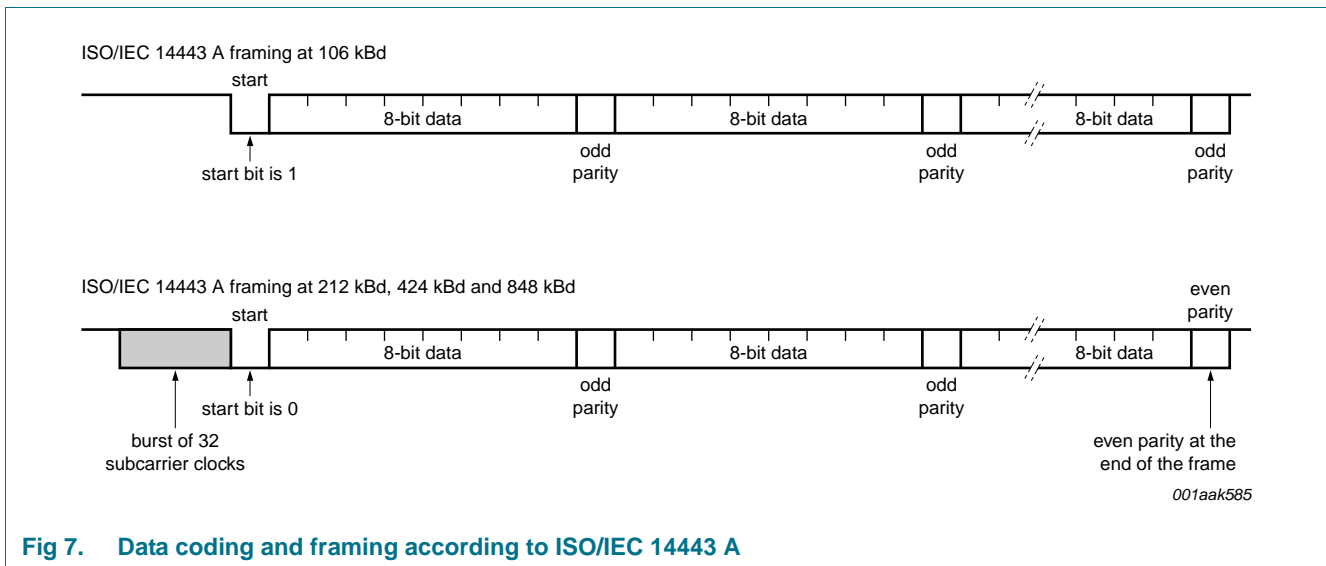 ISO/IEC 14443 A framing at 106 kBd
start
8-bit data
8-bit data
8-bit data
odd
parity
odd
parity
odd
parity
start bit is 1
ISO/IEC 14443 A framing at 212 kBd, 424 kBd and 848 kBd
even
parity
start
8-bit data
8-bit data
8-bit data
odd
parity
odd
parity
start bit is 0
burst of 32
subcarrier clocks
even parity at the
end of the frame
001aak585
Fig 7. Data coding and framing according to ISO/IEC 14443 A